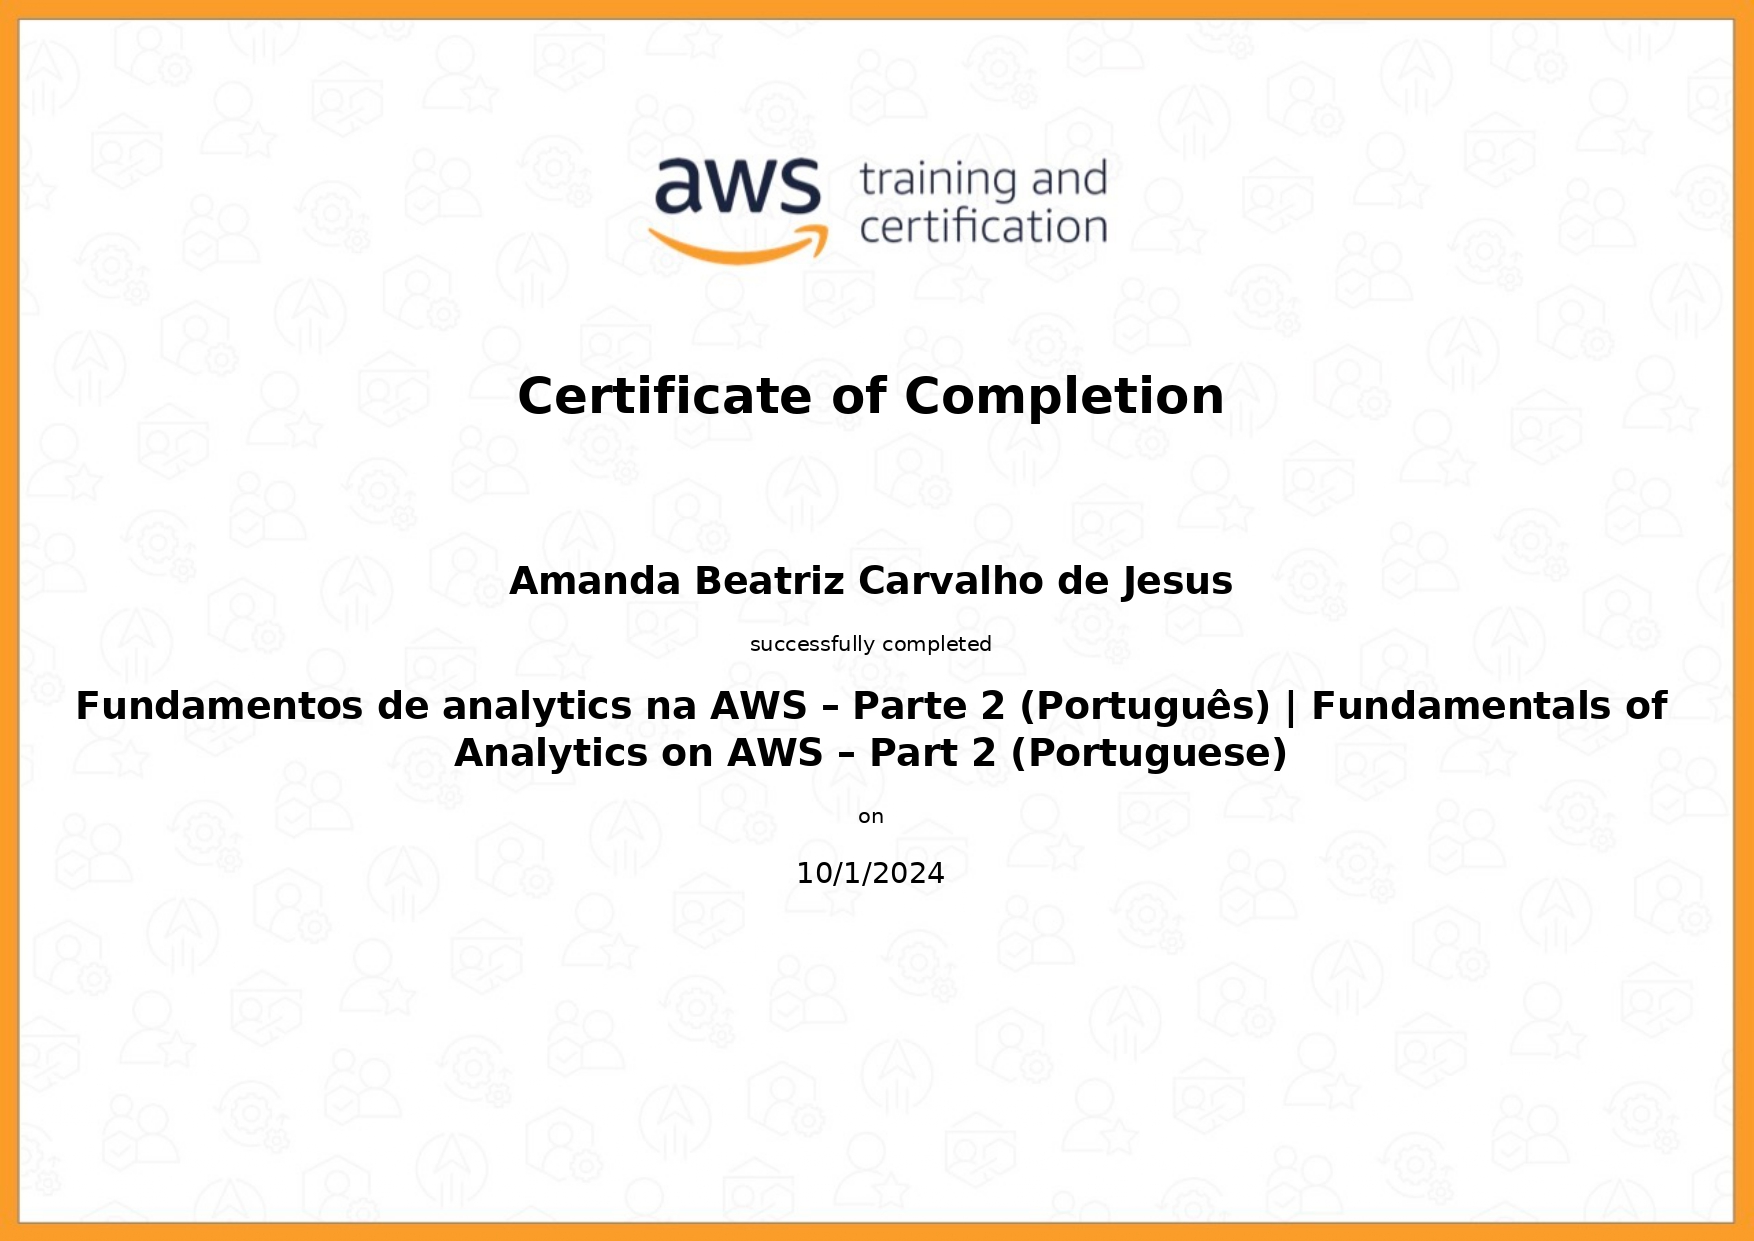 aws training and
certification
Certificate of Completion
Amanda Beatriz Carvalho de Jesus
successfully completed
Fundamentos de analytics na AWS – Parte 2 (Português) | Fundamentals of
Analytics on AWS – Part 2 (Portuguese)
on
10/1/2024